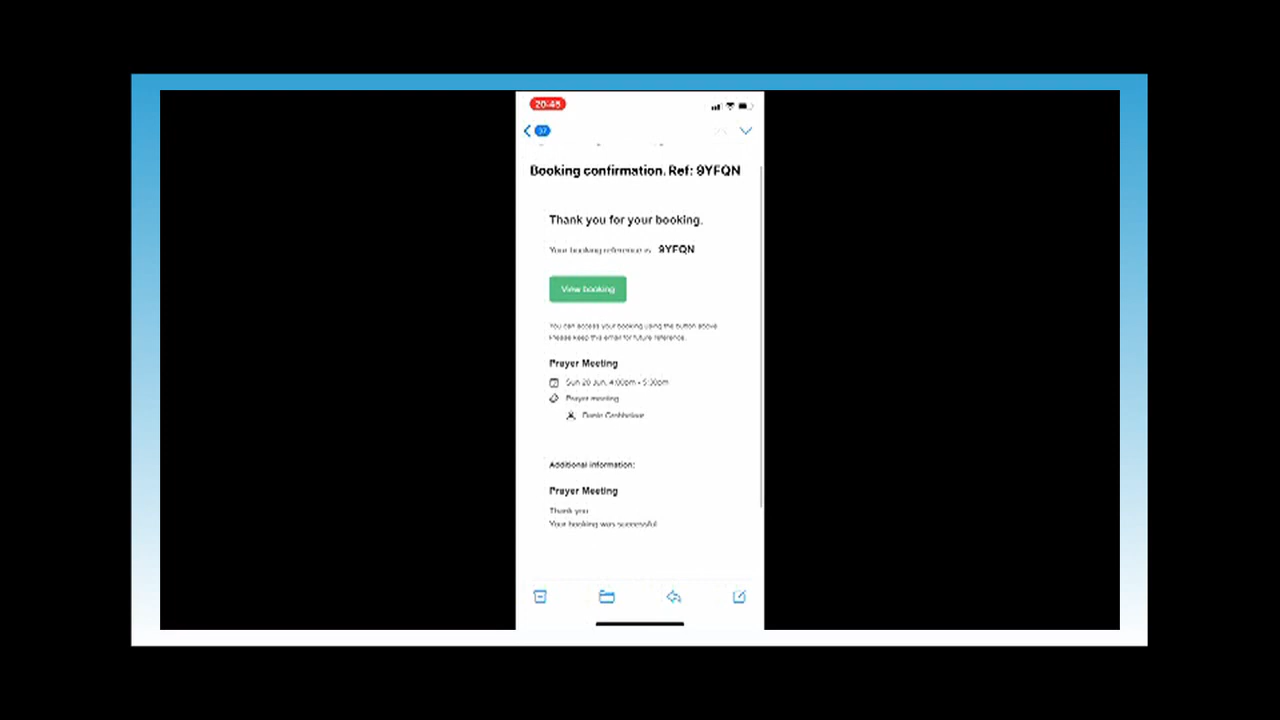 20:45
37
Booking confirmation. Ref: 9YFQN
Thank you for your booking.
Your booking reference is 9YFQN
View booking
You can access your booking using the button above
Please keep this email for future reference.
Prayer Meeting
Sun 20 Jun, 4:00pm - 5:30pm
Prayer meeting
Additional information:
Prayer Meeting
Thank you
Your booking was successful